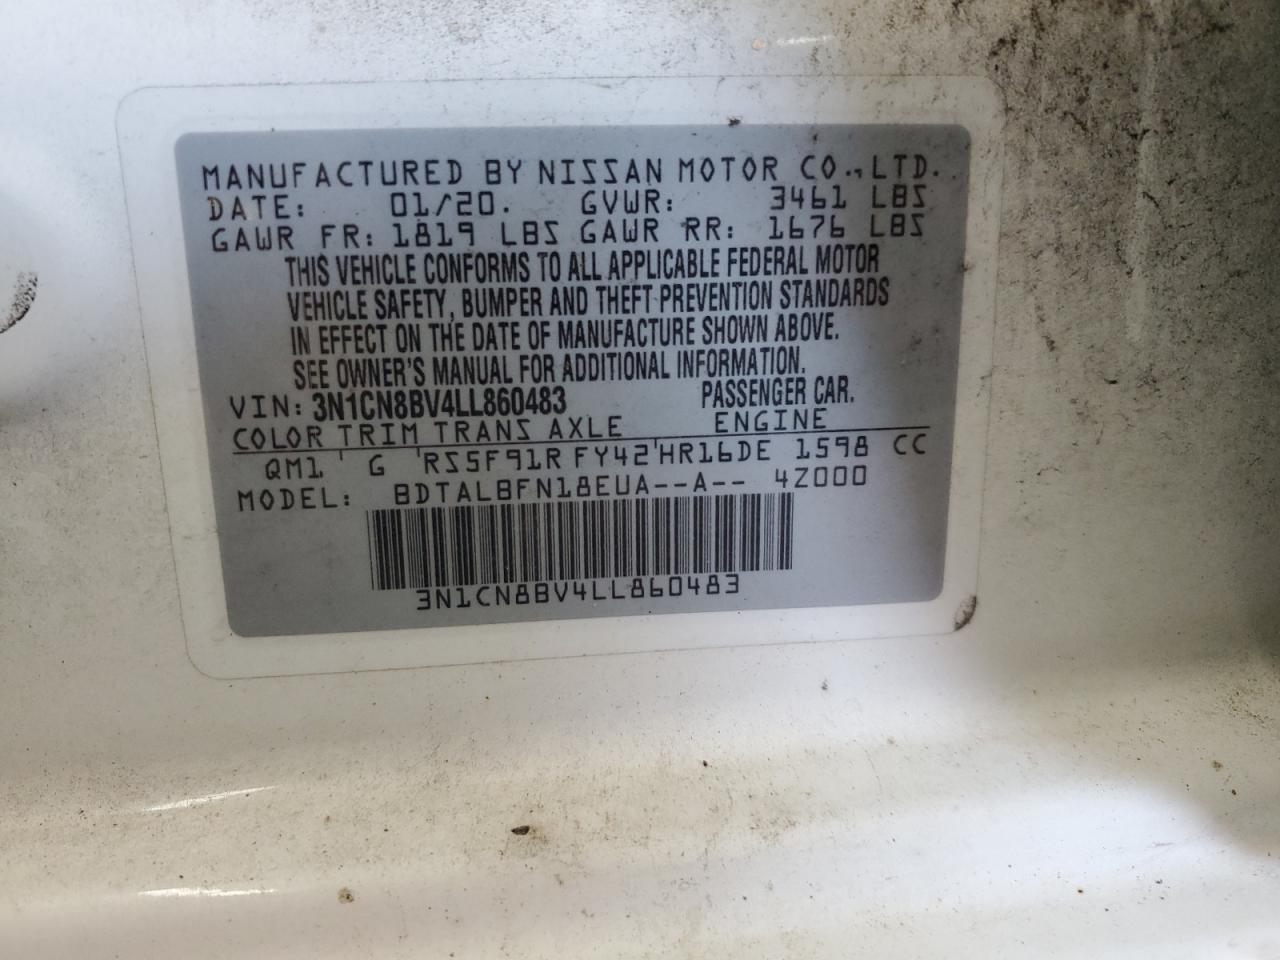 MANUFACTURED BY NISSAN MOTOR CO., LTD.
DATE: 01/20. GVWR: 3461 LBS
GAWR FR: 1819 LBS GAWR RR: 1676 LBS
THIS VEHICLE CONFORMS TO ALL APPLICABLE FEDERAL MOTOR
VEHICLE SAFETY, BUMPER AND THEFT PREVENTION STANDARDS
IN EFFECT ON THE DATE OF MANUFACTURE SHOWN ABOVE.
SEE OWNER'S MANUAL FOR ADDITIONAL INFORMATION.
VIN: 3N1CN8BV4LL860483 PASSENGER CAR.
COLOR TRIM TRANS AXLE ENGINE
QM1 ' G 'RS5F91R FY42'HR16DE 1598 CC
MODEL: BDTALBFN18EUA--A-- 4Z000
3N1CN8BV4LL860483